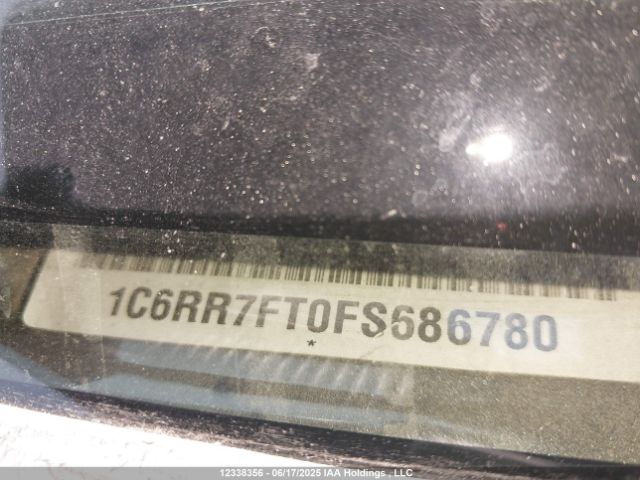 1C6RR7FT0FS686780
*
12338356 - 06/17/2025 IAA Holdings , LLC